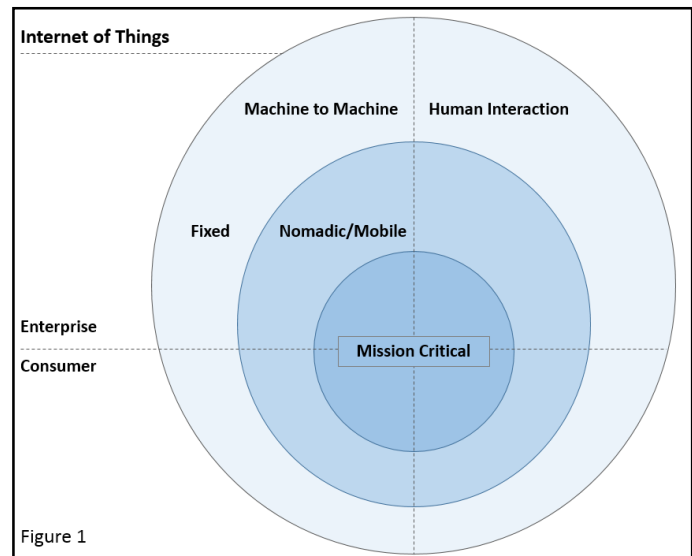 Internet of Things
Machine to Machine
Human Interaction
Fixed
Nomadic/Mobile
Enterprise
Mission Critical
Consumer
Figure 1